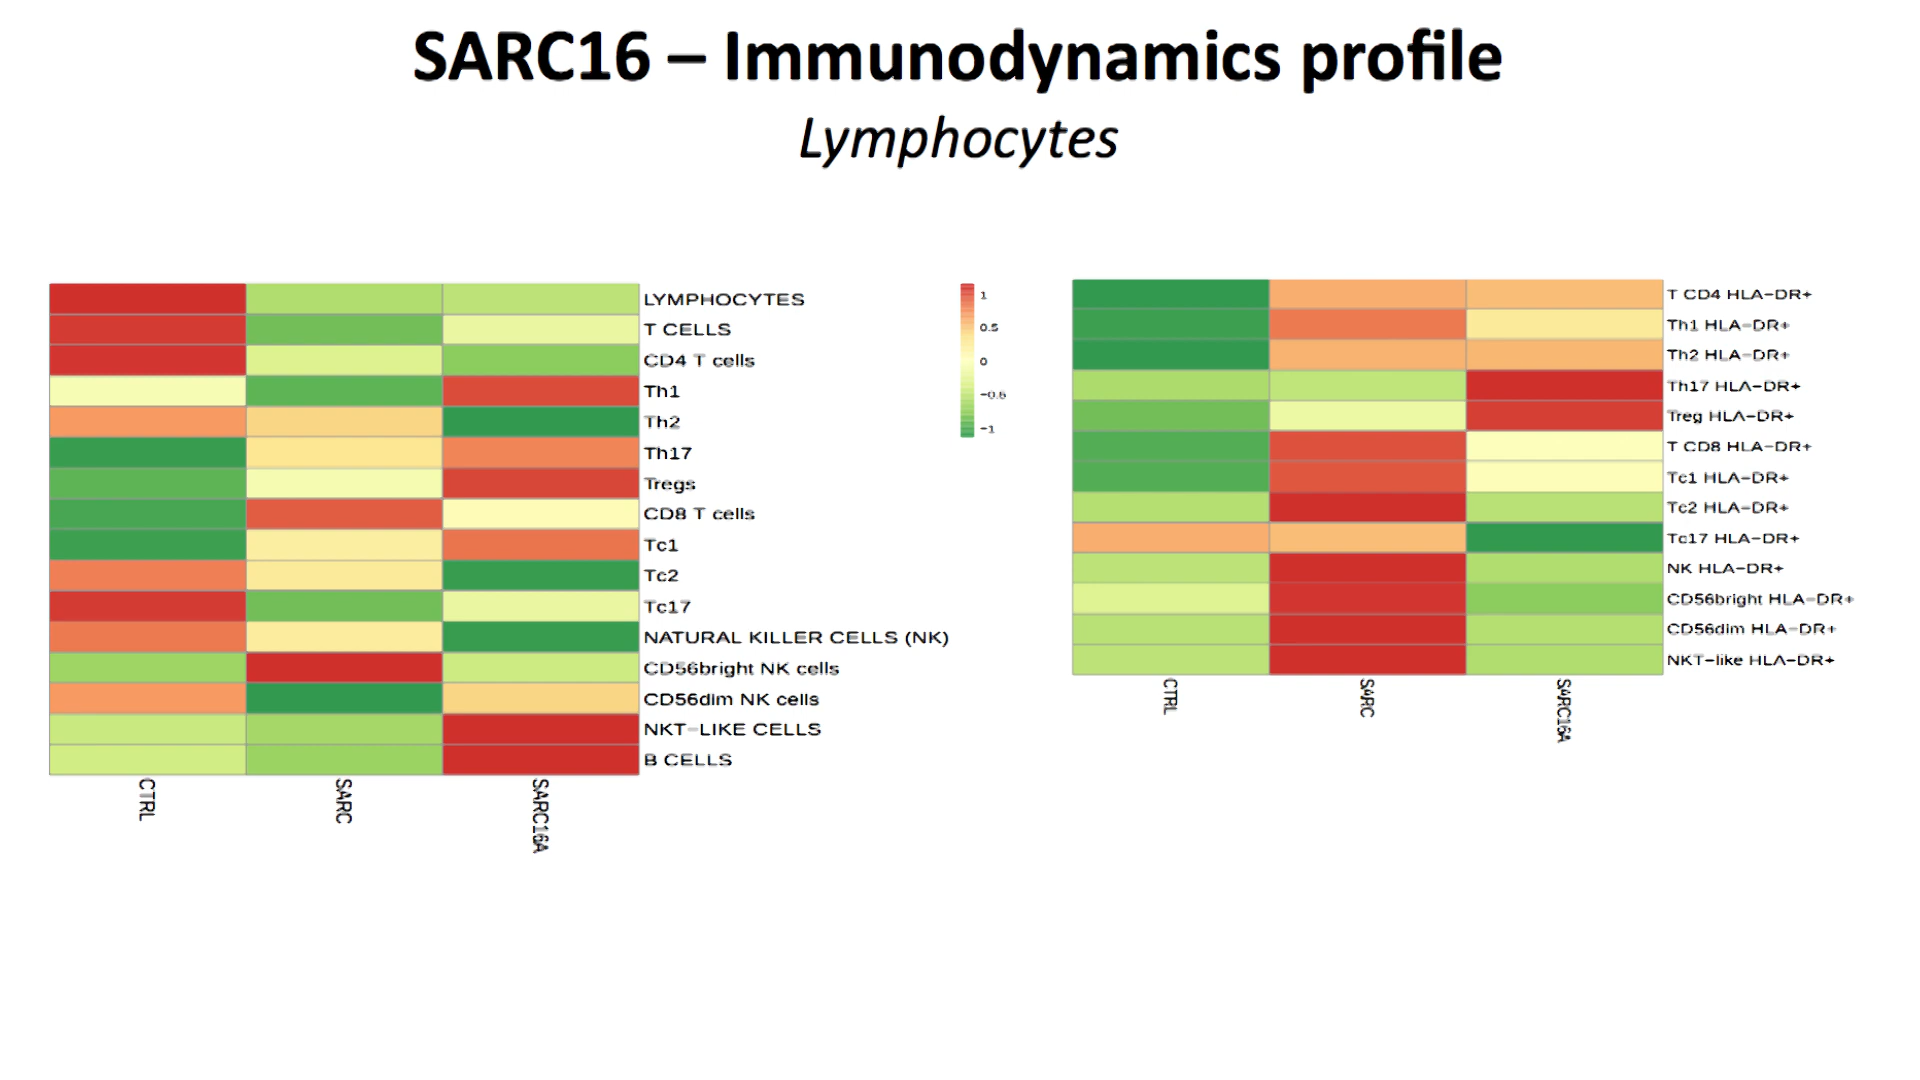 SARC16 – Immunodynamics profile
Lymphocytes
LYMPHOCYTES
T CELLS
CD4 T cells
Th1
Th2
Th17
Tregs
CD8 T cells
Tc1
Tc2
Tc17
NATURAL KILLER CELLS (NK)
CD56bright NK cells
CD56dim NK cells
NKT-LIKE CELLS
B CELLS
CTRL
SARC
SARC16A
1
0.5
0
-0.5
-1
T CD4 HLA-DR+
Th1 HLA-DR+
Th2 HLA-DR+
Th17 HLA-DR+
Treg HLA-DR+
T CD8 HLA-DR+
Tc1 HLA-DR+
Tc2 HLA-DR+
Tc17 HLA-DR+
NK HLA-DR+
CD56bright HLA-DR+
CD56dim HLA-DR+
NKT-like HLA-DR+
CTRL
SARC
SARC16A